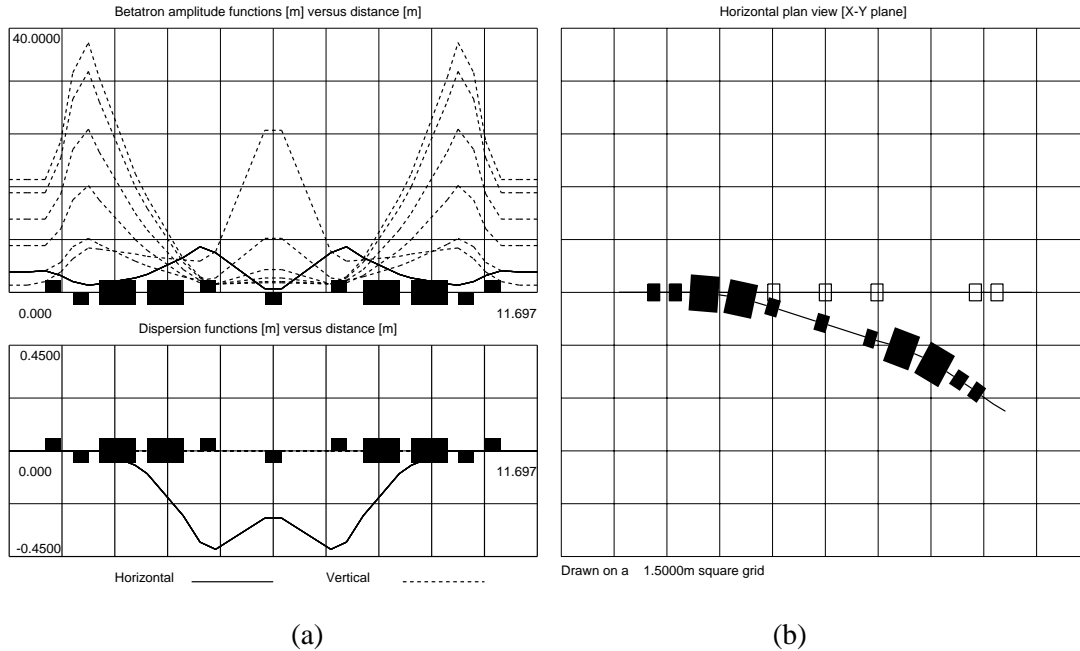 Betatron amplitude functions [m] versus distance [m]
40.0000
0.000
11.697
Dispersion functions [m] versus distance [m]
0.4500
0.000
11.697
-0.4500
Horizontal
Vertical
(a)
Horizontal plan view [X-Y plane]
Drawn on a 1.5000m square grid
(b)